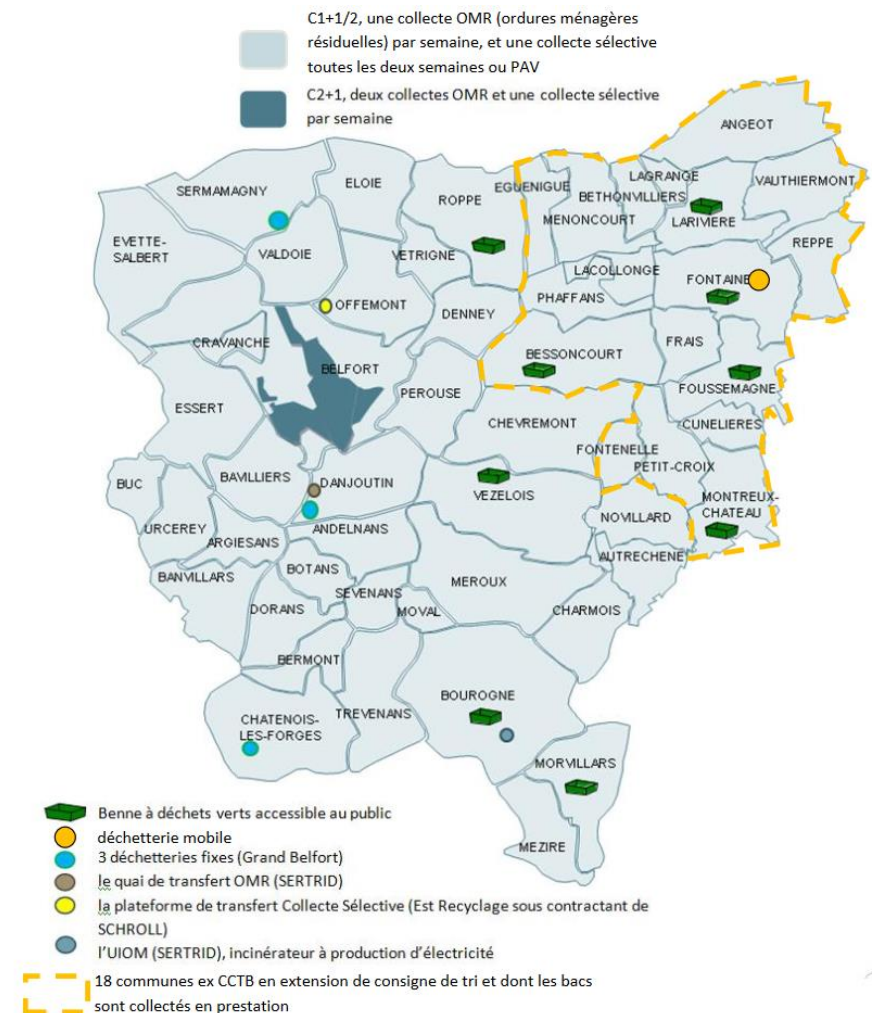 C1+1/2, une collecte OMR (ordures ménagères
résiduelles) par semaine, et une collecte sélective
toutes les deux semaines ou PAV
C2+1, deux collectes OMR et une collecte sélective
par semaine
ANGEOT
SERMAMAGNY
ELOIE
ROPPE
EGUENIGUE
LAGRANGE
BETHONVILLIERS
VAUTHIERMONT
MENONCOURT
LARIVIERE
EVETTE-
SALBERT
VALDOIE
VETRIGNE
REPPE
LACOLLONGE
FONTAINE
PHAFFANS
OFFEMONT
DENNEY
CRAVANCHE
BELFORT
BESSONCOURT
FRAIS
FOUSSEMAGNE
PEROUSE
ESSERT
CHEVREMONT
CUNELIERES
FONTENELLE
PETIT-CROIX
BUC
BAVILLIERS
DANJOUTIN
VEZELOIS
MONTREUX-
CHATEAU
NOVILLARD
URCEREY
ARGIESANS
ANDELNANS
AUTRECHENE
BANVILLARS
BOTANS
SEVENANS
MEROUX
DORANS
MOVAL
CHARMOIS
BERMONT
BOUROGNE
CHATENOIS-
LES-FORGES
TREVENANS
MORVILLARS
MEZIRE
Benne à déchets verts accessible au public
déchetterie mobile
3 déchetteries fixes (Grand Belfort)
le quai de transfert OMR (SERTRID)
la plateforme de transfert Collecte Sélective (Est Recyclage sous contractant de
SCHROLL)
l'UIOM (SERTRID), incinérateur à production d'électricité
18 communes ex CCTB en extension de consigne de tri et dont les bacs
sont collectés en prestation